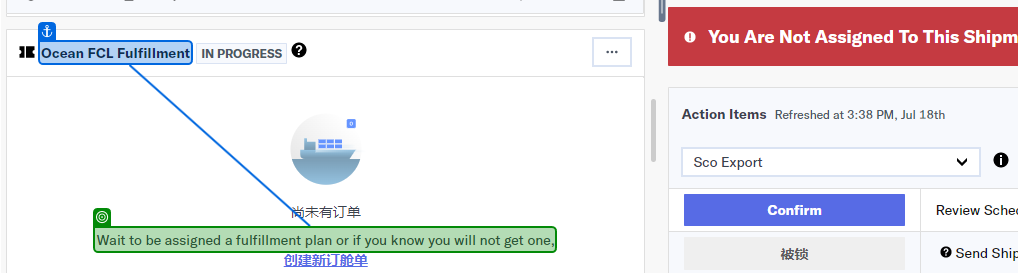 Ocean FCL Fulfillment IN PROGRESS
...
尚未有订单
Wait to be assigned a fulfillment plan or if you know you will not get one,
创建新订舱单
You Are Not Assigned To This Shipm
Action Items Refreshed at 3:38 PM, Jul 18th
Sco Export
Confirm Review Sche
被锁 Send Ship